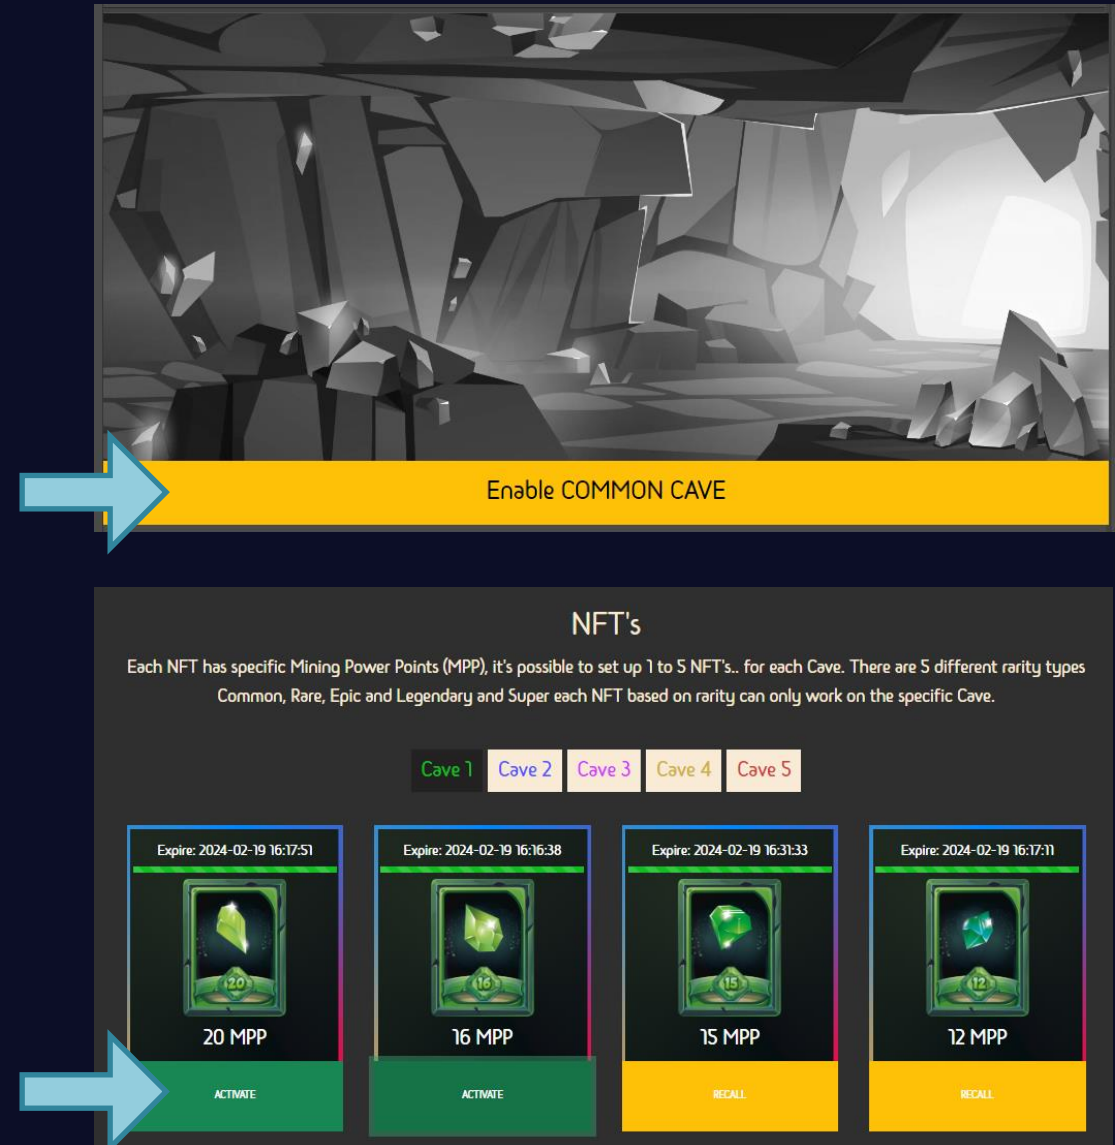 Enable COMMON CAVE
NFT's
Each NFT has specific Mining Power Points (MPP), it's possible to set up 1 to 5 NFT's.. for each Cave. There are 5 different rarity types
Common, Rare, Epic and Legendary and Super each NFT based on rarity can only work on the specific Cave.
Cave 1 Cave 2 Cave 3 Cave 4 Cave 5
Expire: 2024-02-19 16:17:51 Expire: 2024-02-19 16:16:38 Expire: 2024-02-19 16:31:33 Expire: 2024-02-19 16:17:11
20 16 15 12
20 MPP 16 MPP 15 MPP 12 MPP
ACTIVATE ACTIVATE RECALL RECALL